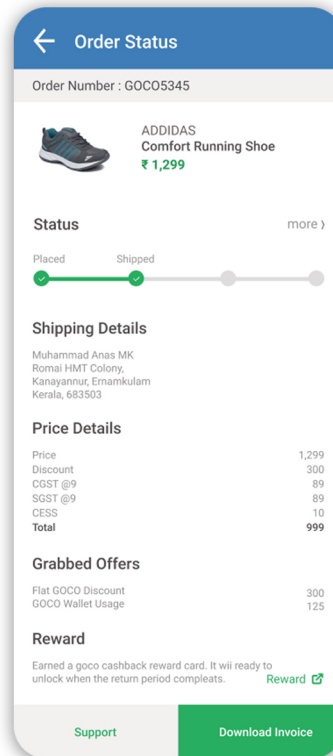 Order Status
Order Number : GOCO5345
ADDIDAS
Comfort Running Shoe
₹ 1,299
Status more ⟩
Placed Shipped
Shipping Details
Muhammad Anas MK
Romai HMT Colony,
Kanayannur, Ernamkulam
Kerala, 683503
Price Details
Price 1,299
Discount 300
CGST @9 89
SGST @9 89
CESS 10
Total 999
Grabbed Offers
Flat GOCO Discount 300
GOCO Wallet Usage 125
Reward
Earned a goco cashback reward card. It wii ready to
unlock when the return period compleats. Reward
Support Download Invoice